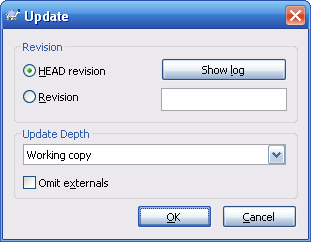 Update
Revision
HEAD revision
Show log
Revision
Update Depth
Working copy
Omit externals
OK
Cancel